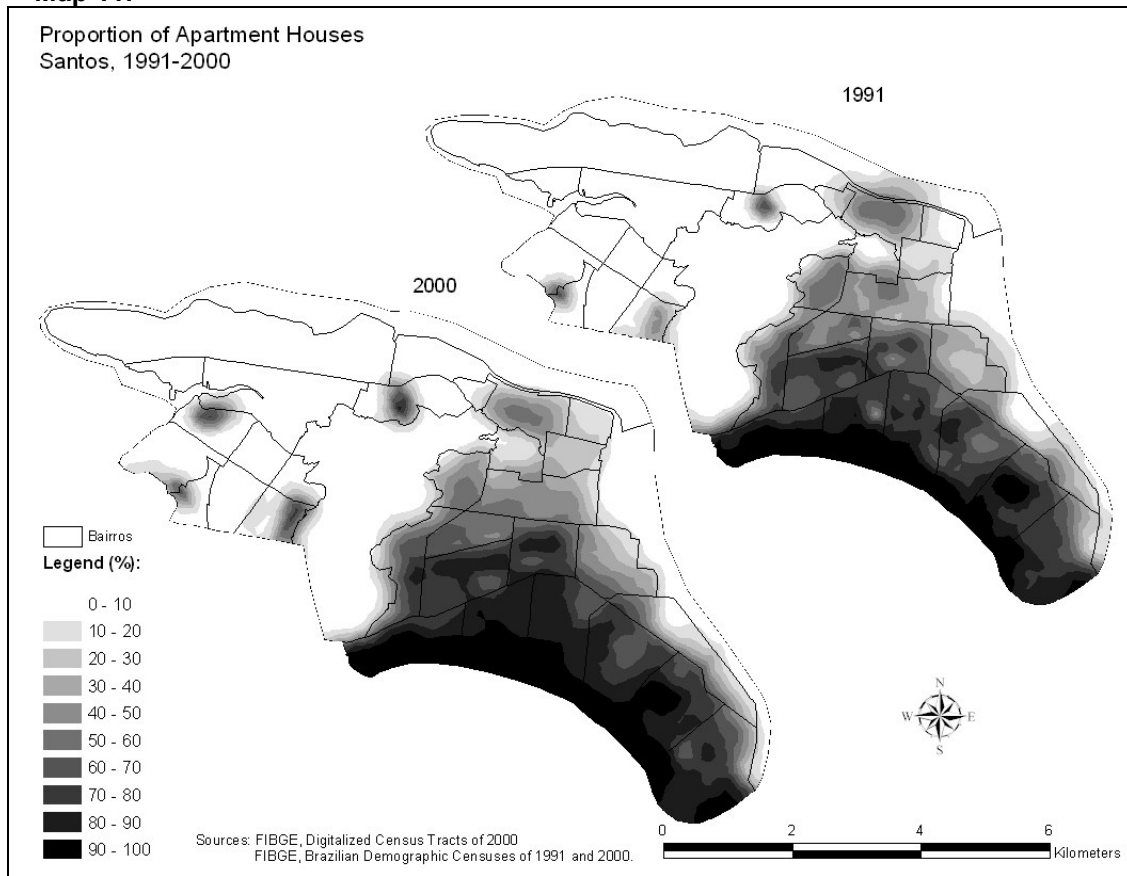 Proportion of Apartment Houses
Santos, 1991-2000
1991
2000
Bairros
Legend (%):
0 - 10
10 - 20
20 - 30
30 - 40
40 - 50
50 - 60
60 - 70
70 - 80
80 - 90
90 - 100
Sources: FIBGE, Digitalized Census Tracts of 2000
FIBGE, Brazilian Demographic Censuses of 1991 and 2000.
N
W E
S
0 2 4 6
Kilometers